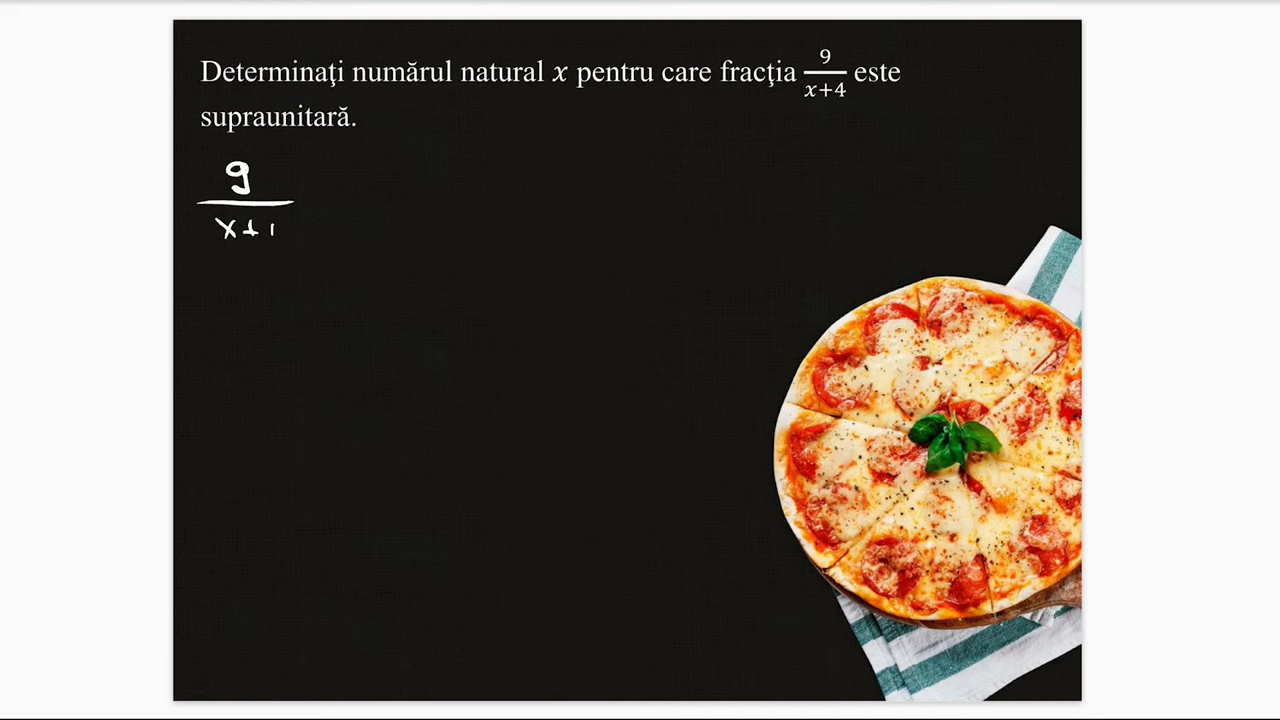 Determinaţi numărul natural x pentru care fracţia 9/(x+4) este
supraunitară.
9
x+